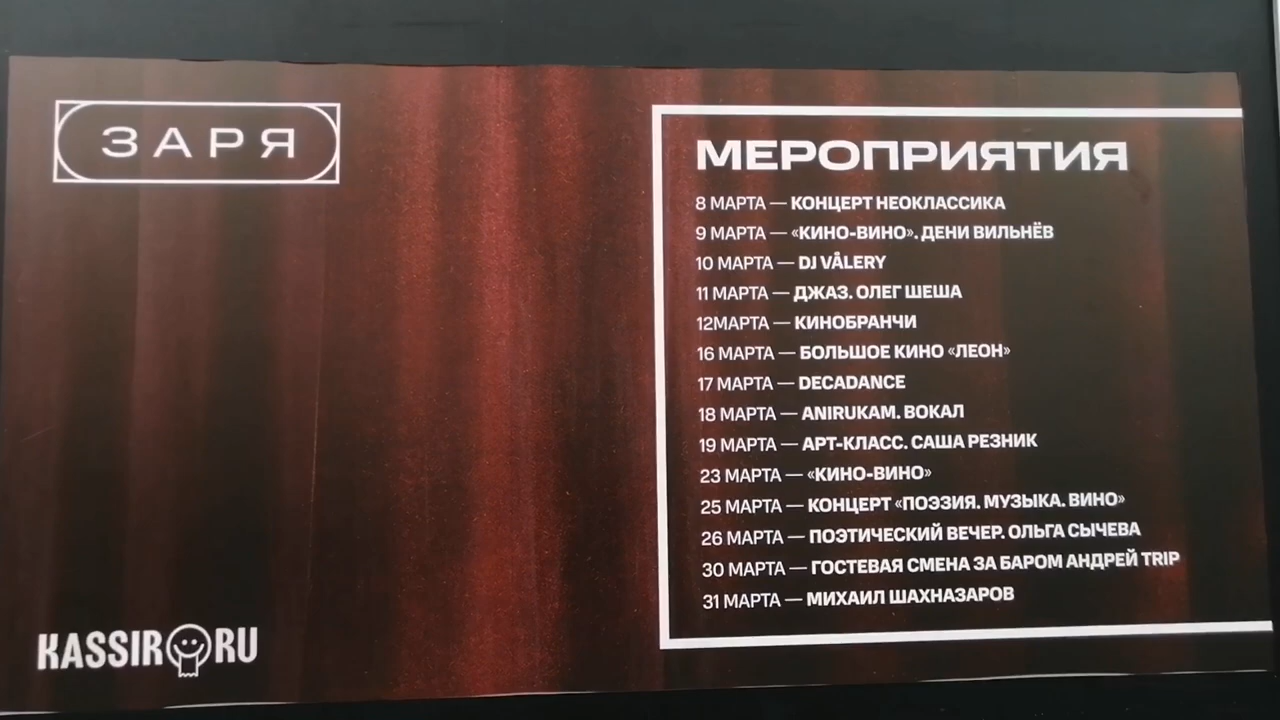 ЗАРЯ
МЕРОПРИЯТИЯ
8 МАРТА — КОНЦЕРТ НЕОКЛАССИКА
9 МАРТА — «КИНО-ВИНО». ДЕНИ ВИЛЬНЁВ
10 МАРТА — DJ VÅLERY
11 МАРТА — ДЖАЗ. ОЛЕГ ШЕША
12МАРТА — КИНОБРАНЧИ
16 МАРТА — БОЛЬШОЕ КИНО «ЛЕОН»
17 МАРТА — DECADANCE
18 МАРТА — ANIRUKAM. ВОКАЛ
19 МАРТА — АРТ-КЛАСС. САША РЕЗНИК
23 МАРТА — «КИНО-ВИНО»
25 МАРТА — КОНЦЕРТ «ПОЭЗИЯ. МУЗЫКА. ВИНО»
26 МАРТА — ПОЭТИЧЕСКИЙ ВЕЧЕР. ОЛЬГА СЫЧЕВА
30 МАРТА — ГОСТЕВАЯ СМЕНА ЗА БАРОМ АНДРЕЙ TRIP
31 МАРТА — МИХАИЛ ШАХНАЗАРОВ
KASSIR RU